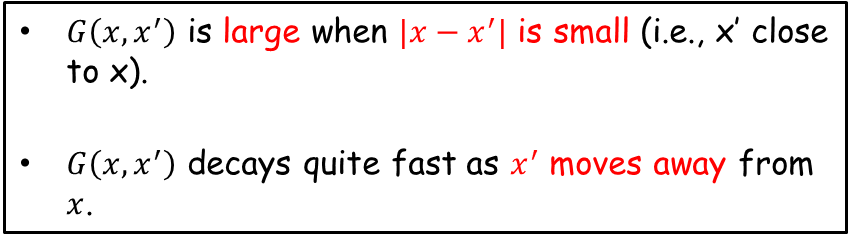 • G(x, x′) is large when |x − x′| is small (i.e., x’ close
to x).
• G(x, x′) decays quite fast as x′ moves away from
x.